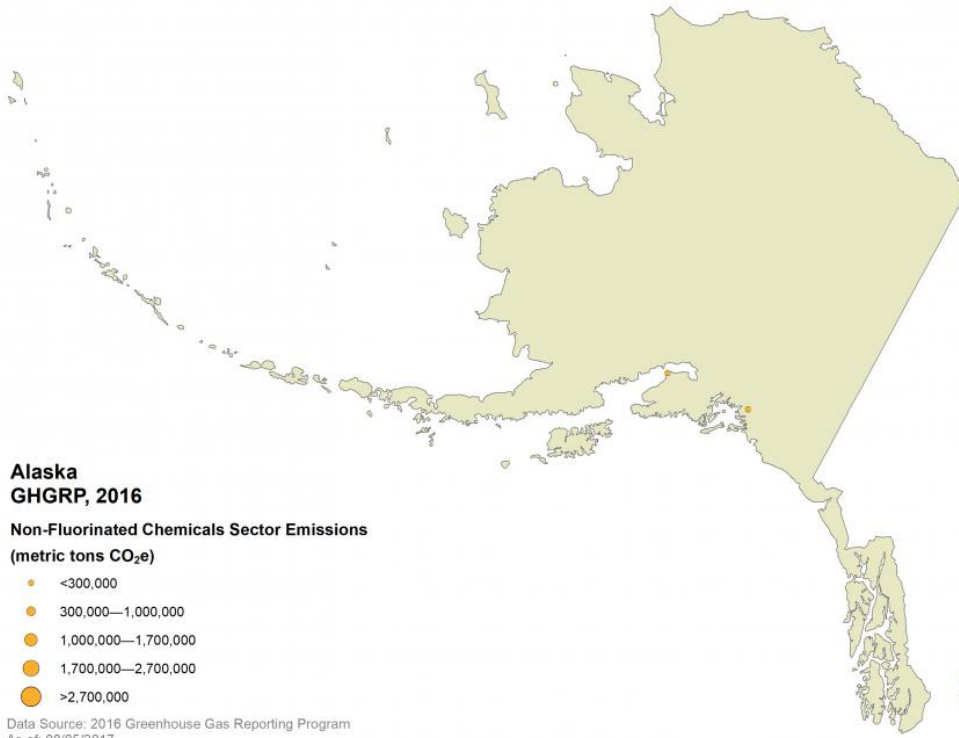 Alaska
GHGRP, 2016
Non-Fluorinated Chemicals Sector Emissions
(metric tons CO₂e)
<300,000
300,000—1,000,000
1,000,000—1,700,000
1,700,000—2,700,000
>2,700,000
Data Source: 2016 Greenhouse Gas Reporting Program